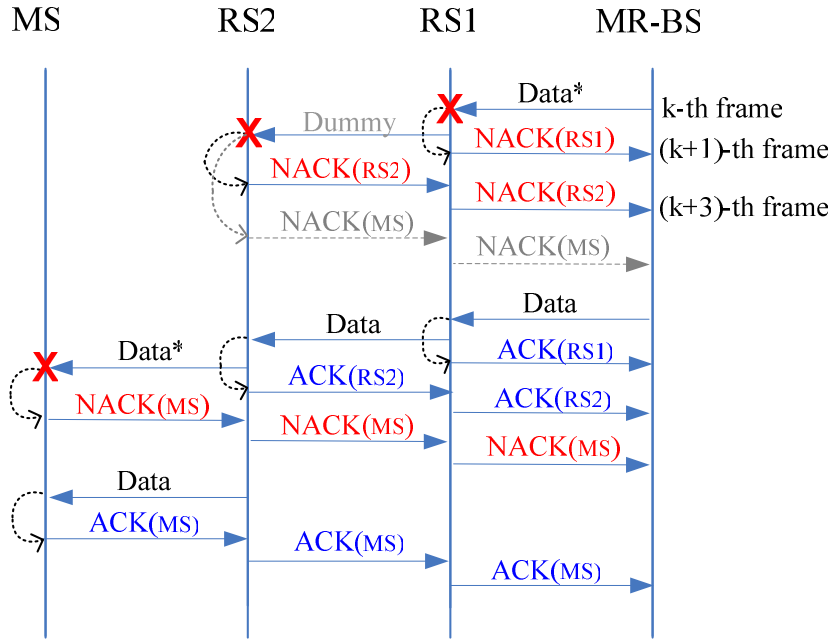 MS RS2 RS1 MR-BS
Data* k-th frame
Dummy NACK(RS1) (k+1)-th frame
NACK(RS2) NACK(RS2) (k+3)-th frame
NACK(MS) NACK(MS)
Data
Data ACK(RS1)
Data* ACK(RS2) ACK(RS2)
NACK(MS) NACK(MS) NACK(MS)
Data
ACK(MS) ACK(MS) ACK(MS)